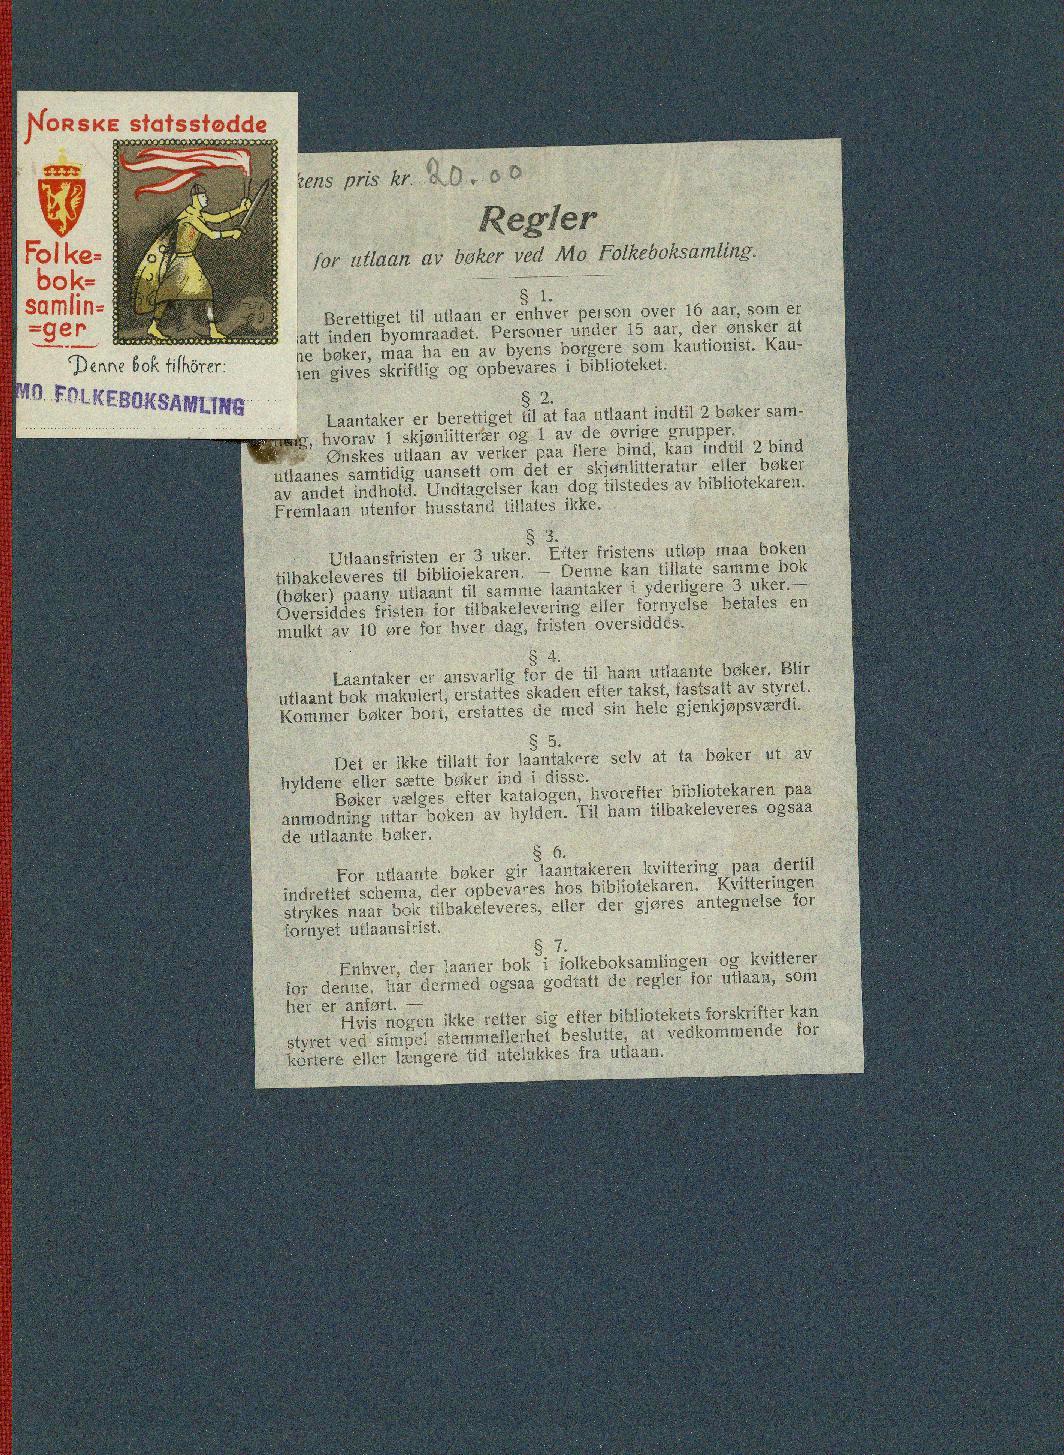 NORSKE statsstødde
Folke=
bok=
samlin=
=ger
Denne bok tilhörer:
MO. FOLKEBOKSAMLING
kens pris kr. 20.00
Regler
for utlaan av bøker ved Mo Folkeboksamling.
§ 1.
Berettiget til utlaan er enhver person over 16 aar, som er
att inden byomraadet. Personer under 15 aar, der ønsker at
ne bøker, maa ha en av byens borgere som kautionist. Kau-
nen gives skriftlig og opbevares i biblioteket.
§ 2.
Laantaker er berettiget til at faa utlaant indtil 2 bøker sam-
tidig, hvorav 1 skjønlitterær og 1 av de øvrige grupper.
Ønskes utlaan av verker paa flere bind, kan indtil 2 bind
utlaanes samtidig uansett om det er skjønlitteratur eller bøker
av andet indhold. Undtagelser kan dog tilstedes av bibliotekaren.
Fremlaan utenfor husstand tillates ikke.
§ 3.
Utlaansfristen er 3 uker. Efter fristens utløp maa boken
tilbakeleveres til bibliotekaren. — Denne kan tillate samme bok
(bøker) paany utlaant til samme laantaker i yderligere 3 uker.—
Oversiddes fristen for tilbakelevering eller fornyelse betales en
mulkt av 10 øre for hver dag, fristen oversiddes.
§ 4.
Laantaker er ansvarlig for de til ham utlaante bøker. Blir
utlaant bok makulert, erstattes skaden efter takst, fastsatt av styret.
Kommer bøker bort, erstattes de med sin hele gjenkjøpsværdi.
§ 5.
Det er ikke tillatt for laantakere selv at ta bøker ut av
hyldene eller sætte bøker ind i disse.
Bøker vælges efter katalogen, hvorefter bibliotekaren paa
anmodning uttar boken av hylden. Til ham tilbakeleveres ogsaa
de utlaante bøker.
§ 6.
For utlaante bøker gir laantakeren kvittering paa dertil
indrettet schema, der opbevares hos bibliotekaren. Kvitteringen
strykes naar bok tilbakeleveres, eller der gjøres antegnelse for
fornyet utlaansfrist.
§ 7.
Enhver, der laaner bok i folkeboksamlingen og kvitterer
for denne, har dermed ogsaa godtatt de regler for utlaan, som
her er anført. —
Hvis nogen ikke retter sig efter bibliotekets forskrifter kan
styret ved simpel stemmeflerhet beslutte, at vedkommende for
kortere eller længere tid utelukkes fra utlaan.